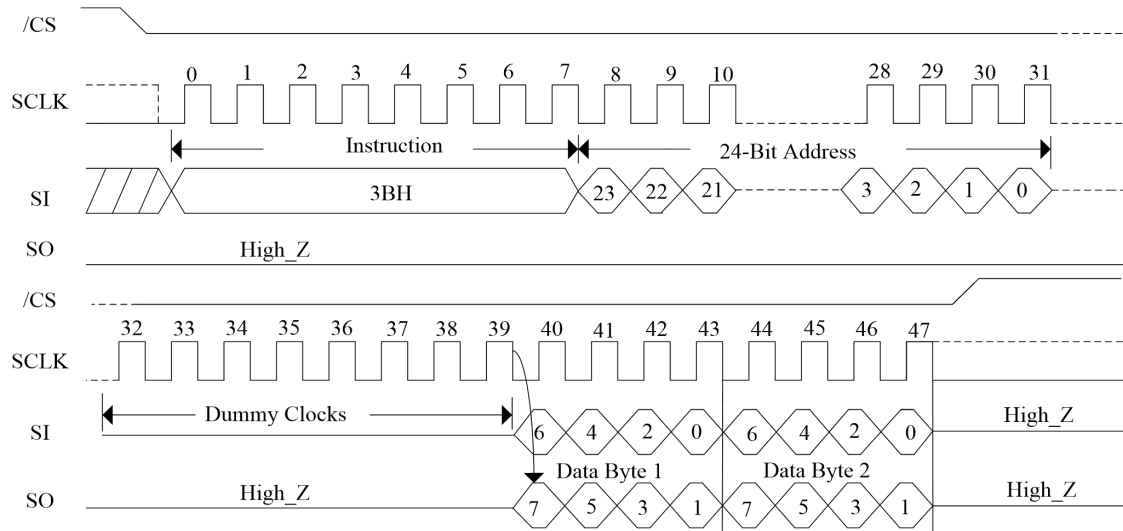 /CS
0 1 2 3 4 5 6 7 8 9 10 28 29 30 31
SCLK
Instruction 24-Bit Address
SI 3BH 23 22 21 3 2 1 0
SO High_Z
/CS
32 33 34 35 36 37 38 39 40 41 42 43 44 45 46 47
SCLK
Dummy Clocks High_Z
SI 6 4 2 0 6 4 2 0
Data Byte 1 Data Byte 2
SO High_Z 7 5 3 1 7 5 3 1 High_Z